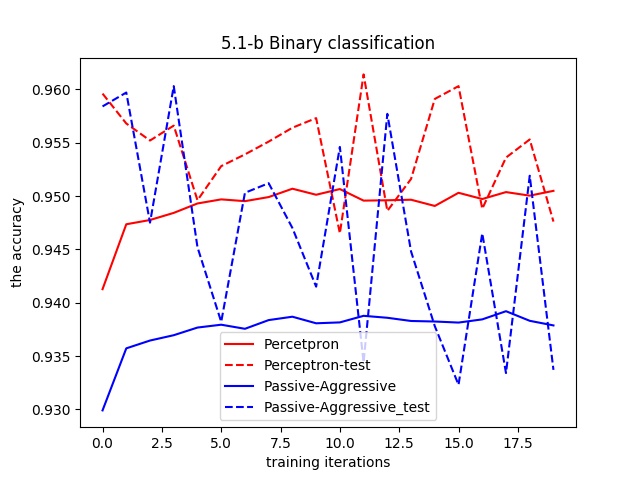 5.1-b Binary classification
the accuracy
0.960
0.955
0.950
0.945
0.940
0.935
0.930
Percetpron
Perceptron-test
Passive-Aggressive
Passive-Aggressive_test
0.0 2.5 5.0 7.5 10.0 12.5 15.0 17.5
training iterations